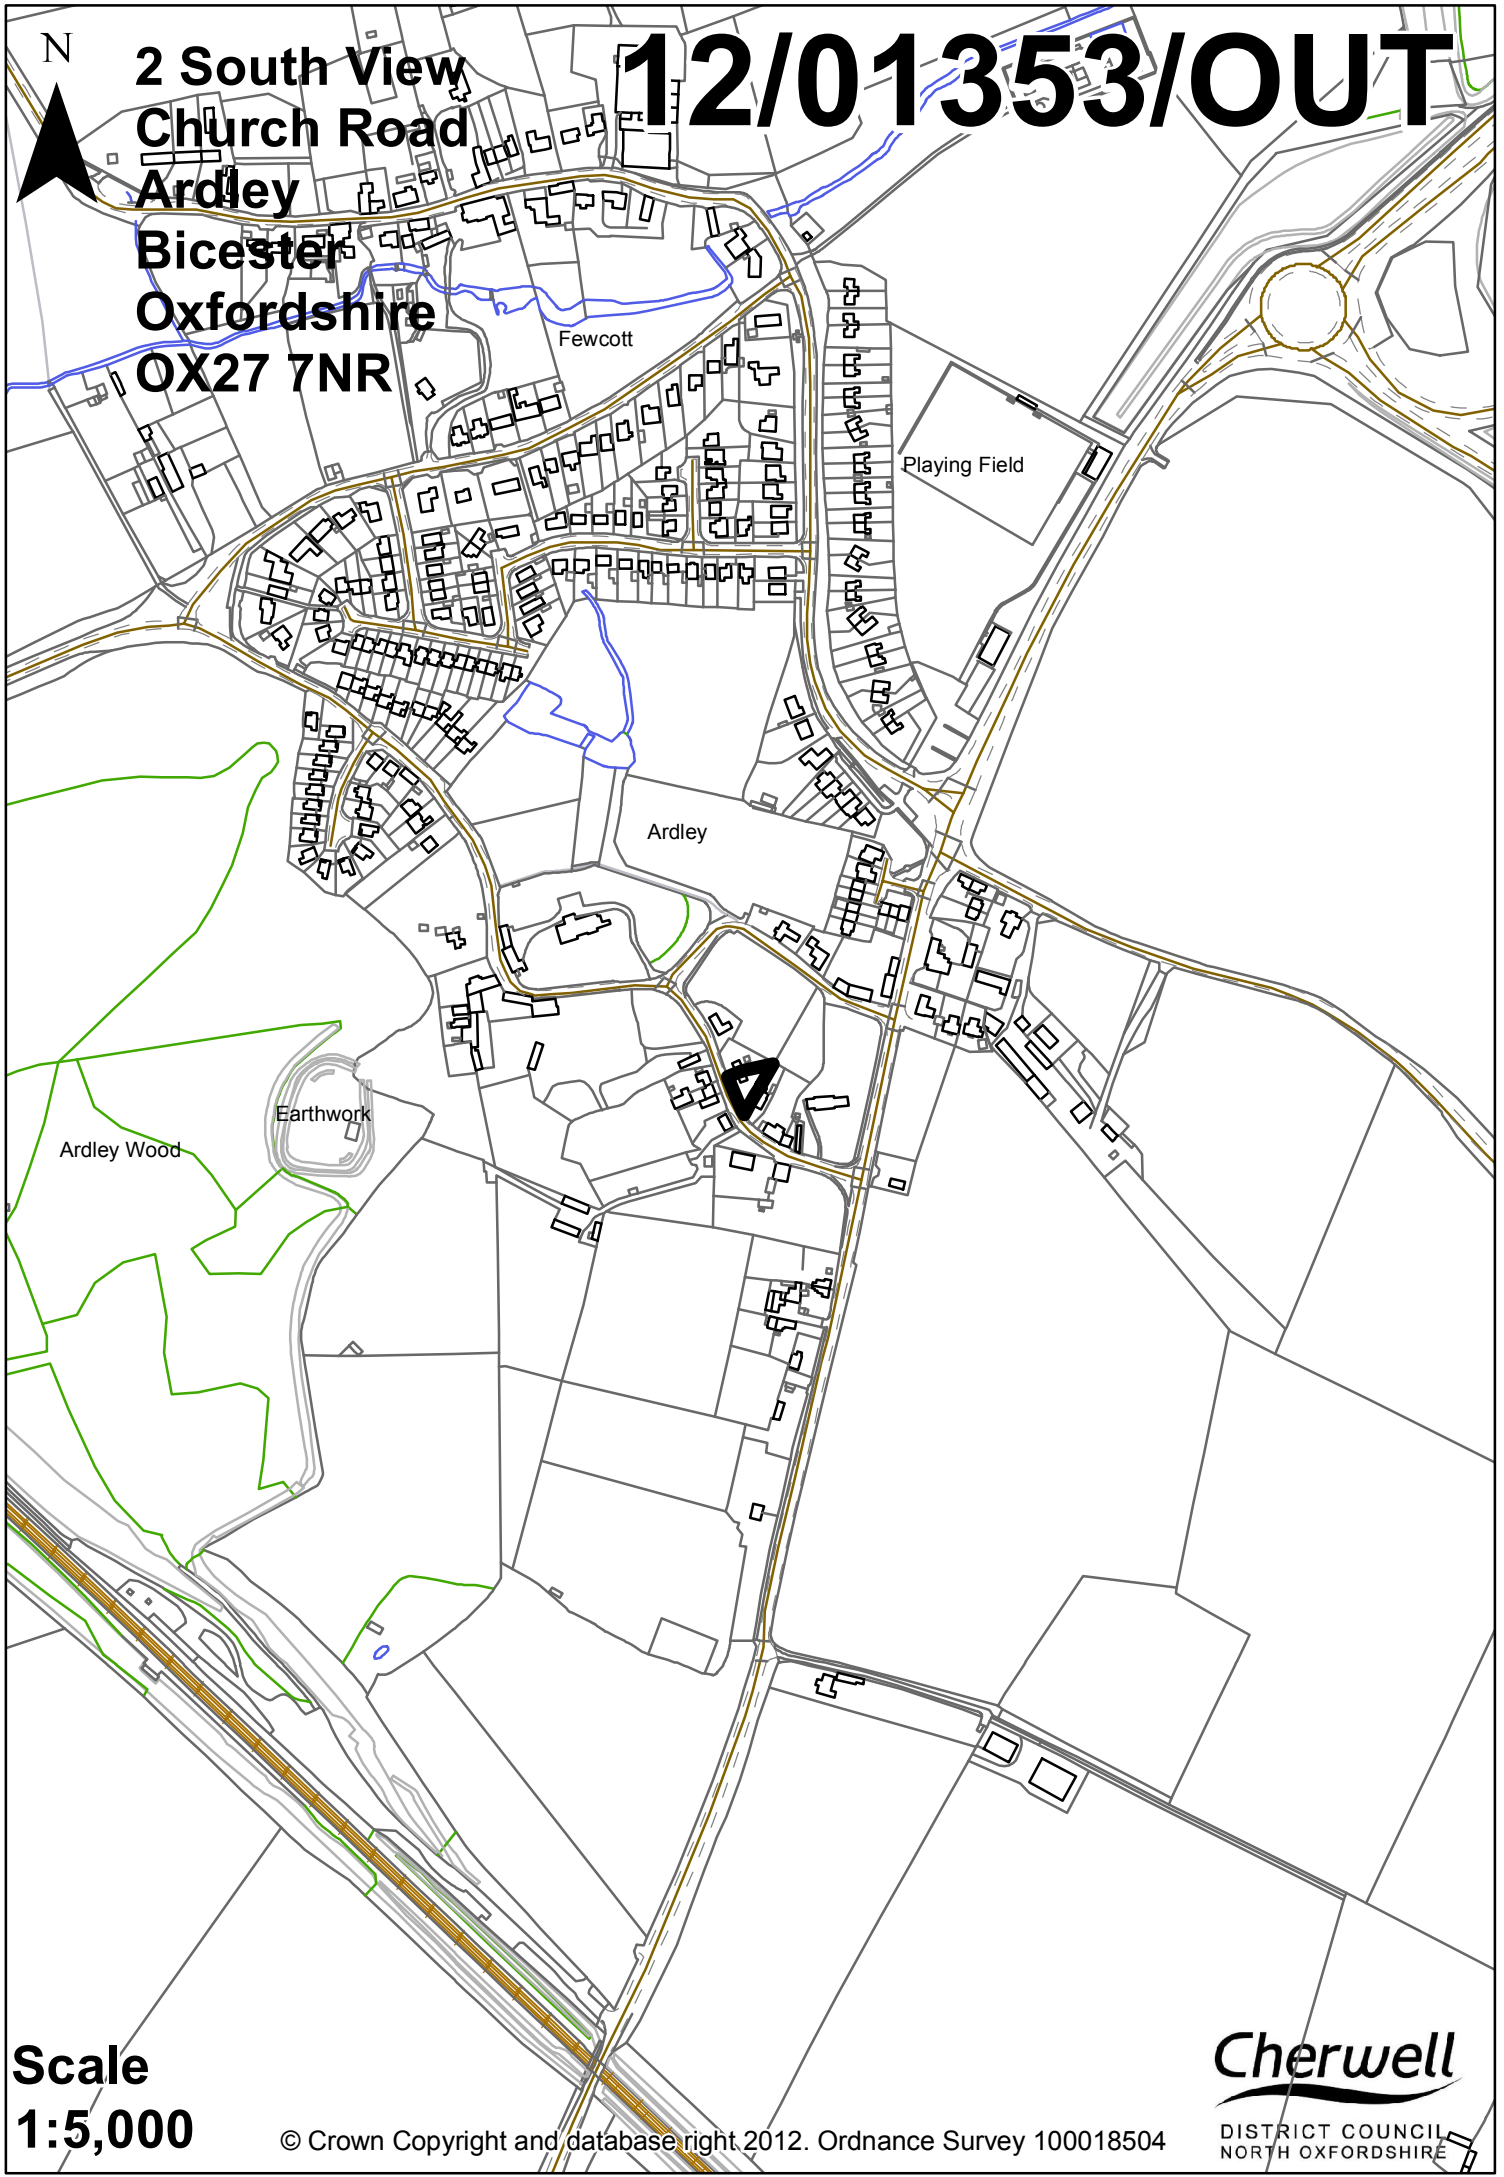 N
12/01353/OUT
2 South View
Church Road
Ardley
Bicester
Oxfordshire
OX27 7NR
Fewcott
Playing Field
Ardley
Earthwork
Ardley Wood
Scale
1:5,000
© Crown Copyright and database right 2012. Ordnance Survey 100018504
Cherwell
DISTRICT COUNCIL
NORTH OXFORDSHIRE